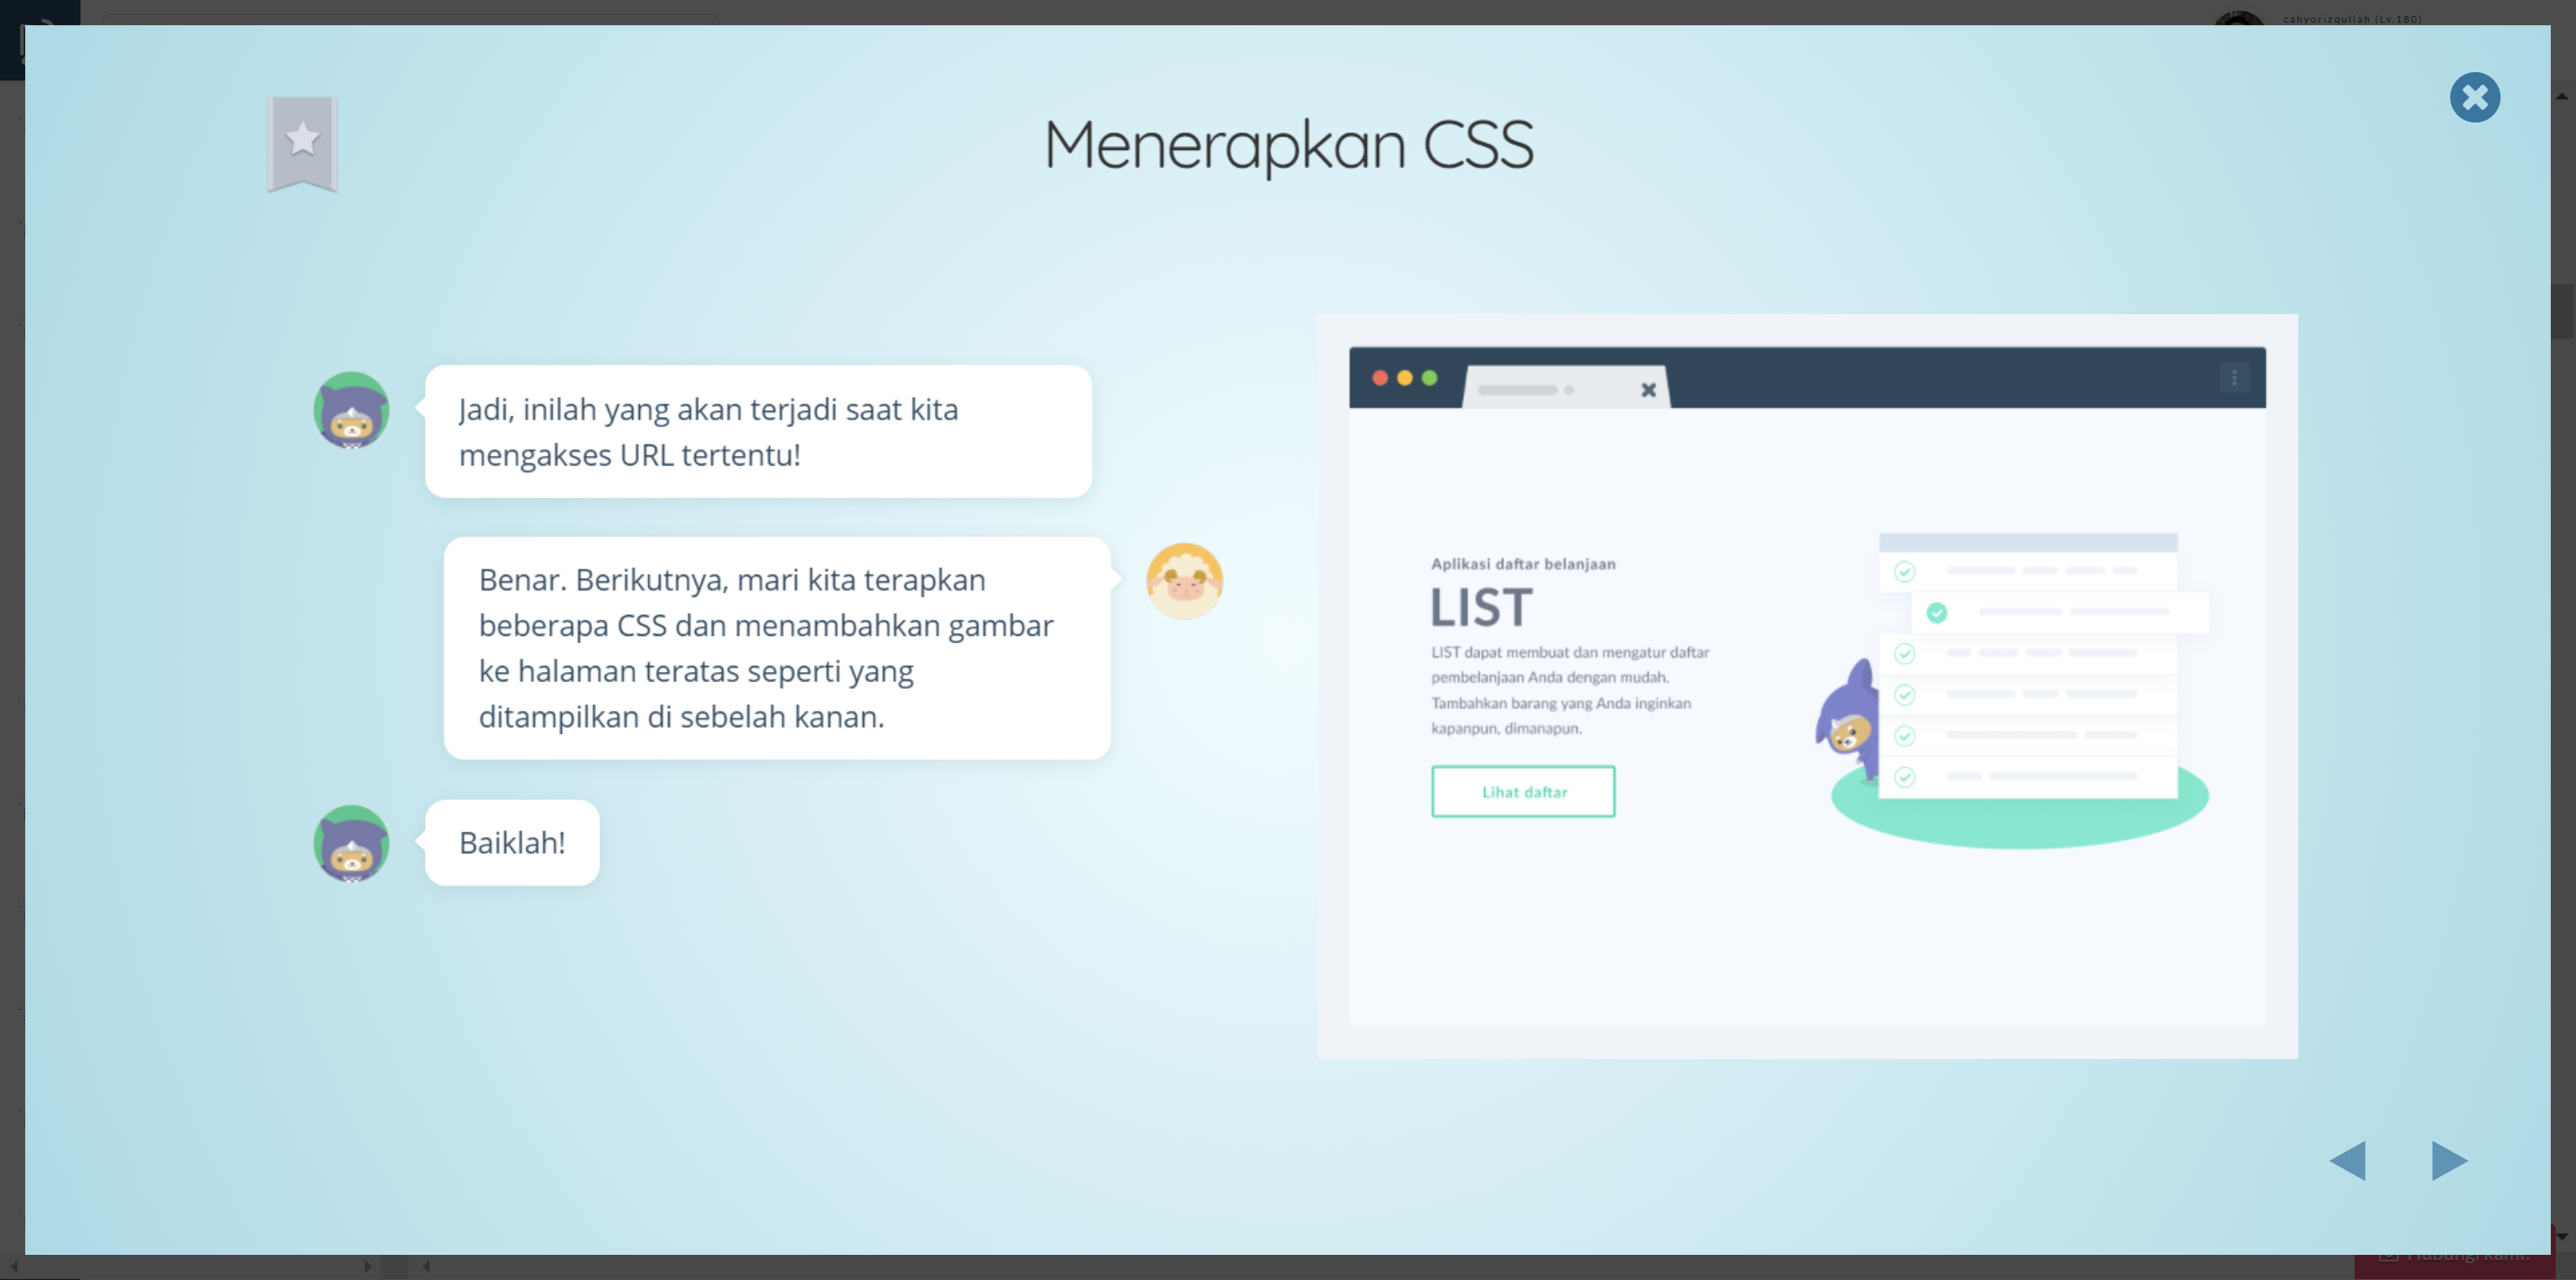 cahyorizqullah (Lv.180)
Menerapkan CSS
Jadi, inilah yang akan terjadi saat kita
mengakses URL tertentu!
Benar. Berikutnya, mari kita terapkan
beberapa CSS dan menambahkan gambar
ke halaman teratas seperti yang
ditampilkan di sebelah kanan.
Baiklah!
Aplikasi daftar belanjaan
LIST
LIST dapat membuat dan mengatur daftar
pembelanjaan Anda dengan mudah.
Tambahkan barang yang Anda inginkan
kapanpun, dimanapun.
Lihat daftar